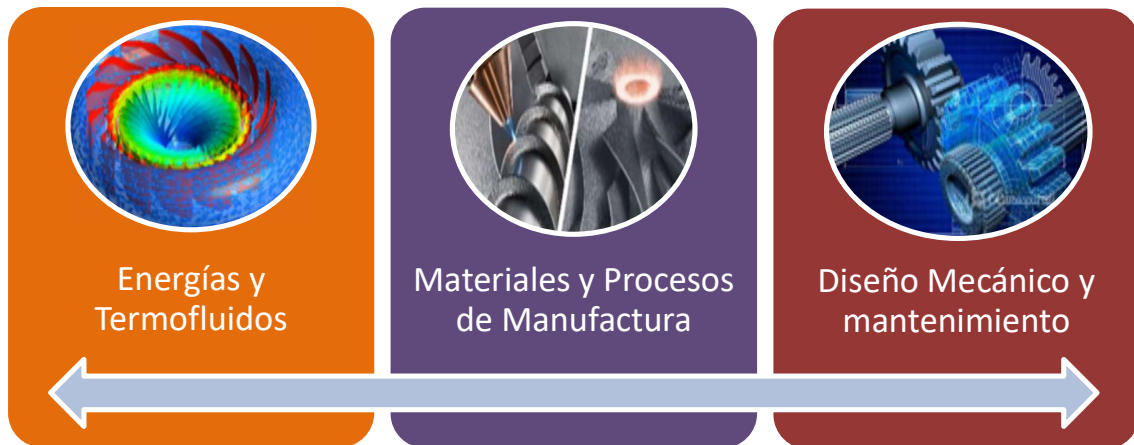 Energías y
Termofluidos
Materiales y Procesos
de Manufactura
Diseño Mecánico y
mantenimiento